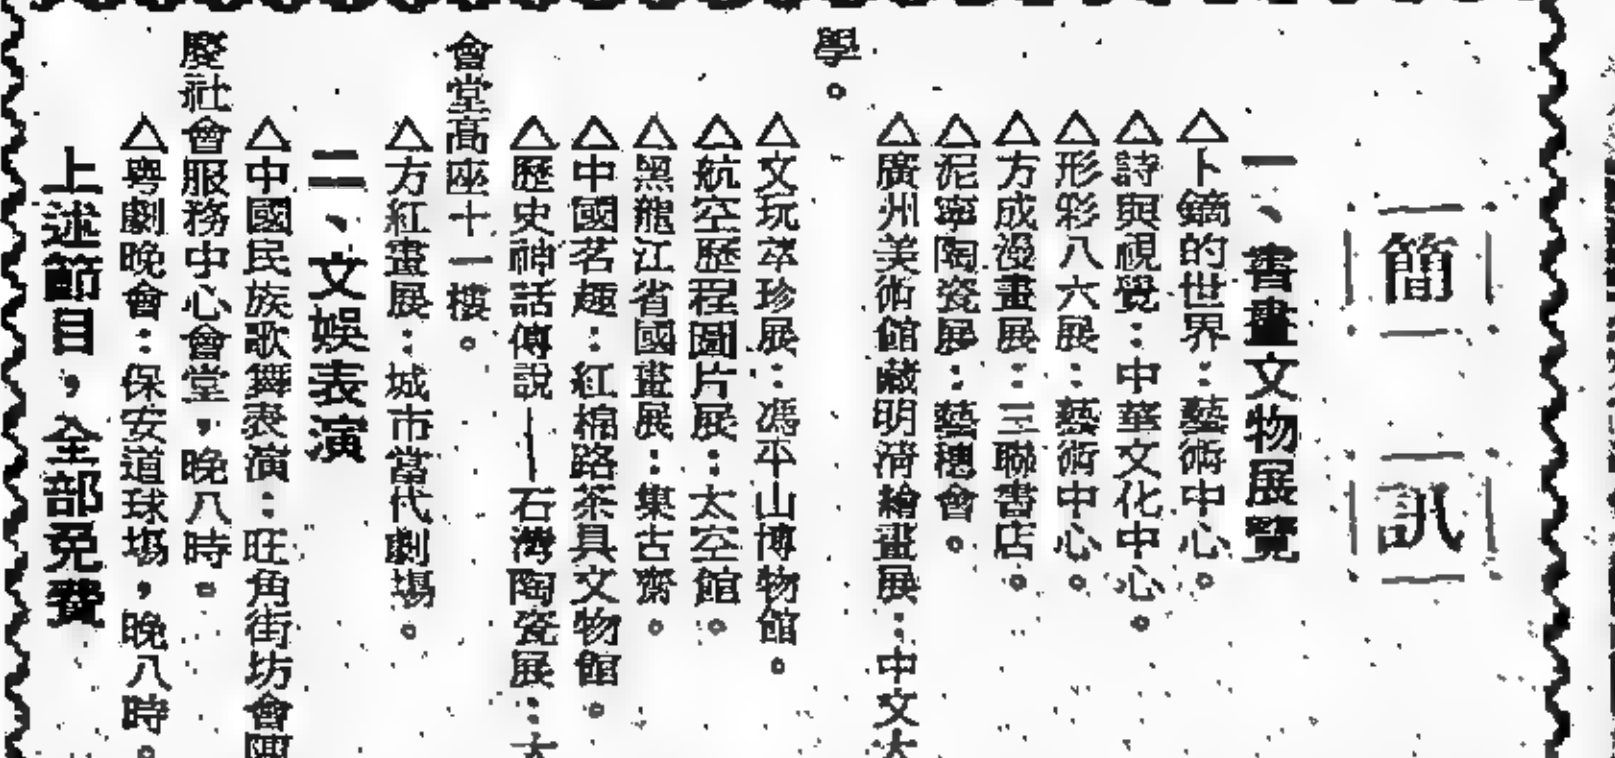 簡訊
一、書畫文物展覽
△卜鏑的世界：藝術中心。
△詩與視覺：中華文化中心。
△形彩八六展：藝術中心。
△方成漫畫展：三聯書店。
△泥寧陶瓷展：藝穗會。
△廣州美術館藏明清繪畫展：中文大
學。
△文玩萃珍展：馮平山博物館。
△航空歷程圖片展：太空館。
△黑龍江省國畫展：集古齋。
△中國茗趣：紅棉路茶具文物館。
△歷史神話傳說——石灣陶瓷展：大
會堂高座十一樓。
△方紅畫展：城市當代劇場。
二、文娛表演
△中國民族歌舞表演：旺角街坊會陳
慶社會服務中心會堂，晚八時。
△粵劇晚會：保安道球場，晚八時。
上述節目，全部免費